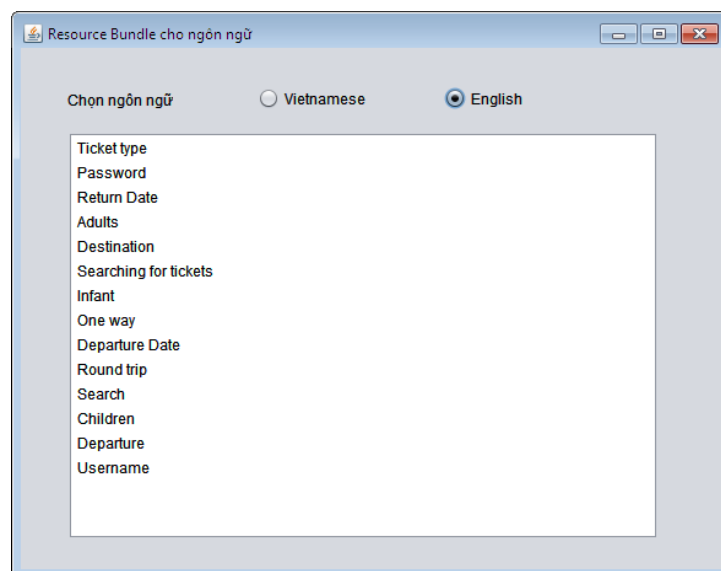 Resource Bundle cho ngôn ngữ
Chọn ngôn ngữ Vietnamese English
Ticket type
Password
Return Date
Adults
Destination
Searching for tickets
Infant
One way
Departure Date
Round trip
Search
Children
Departure
Username